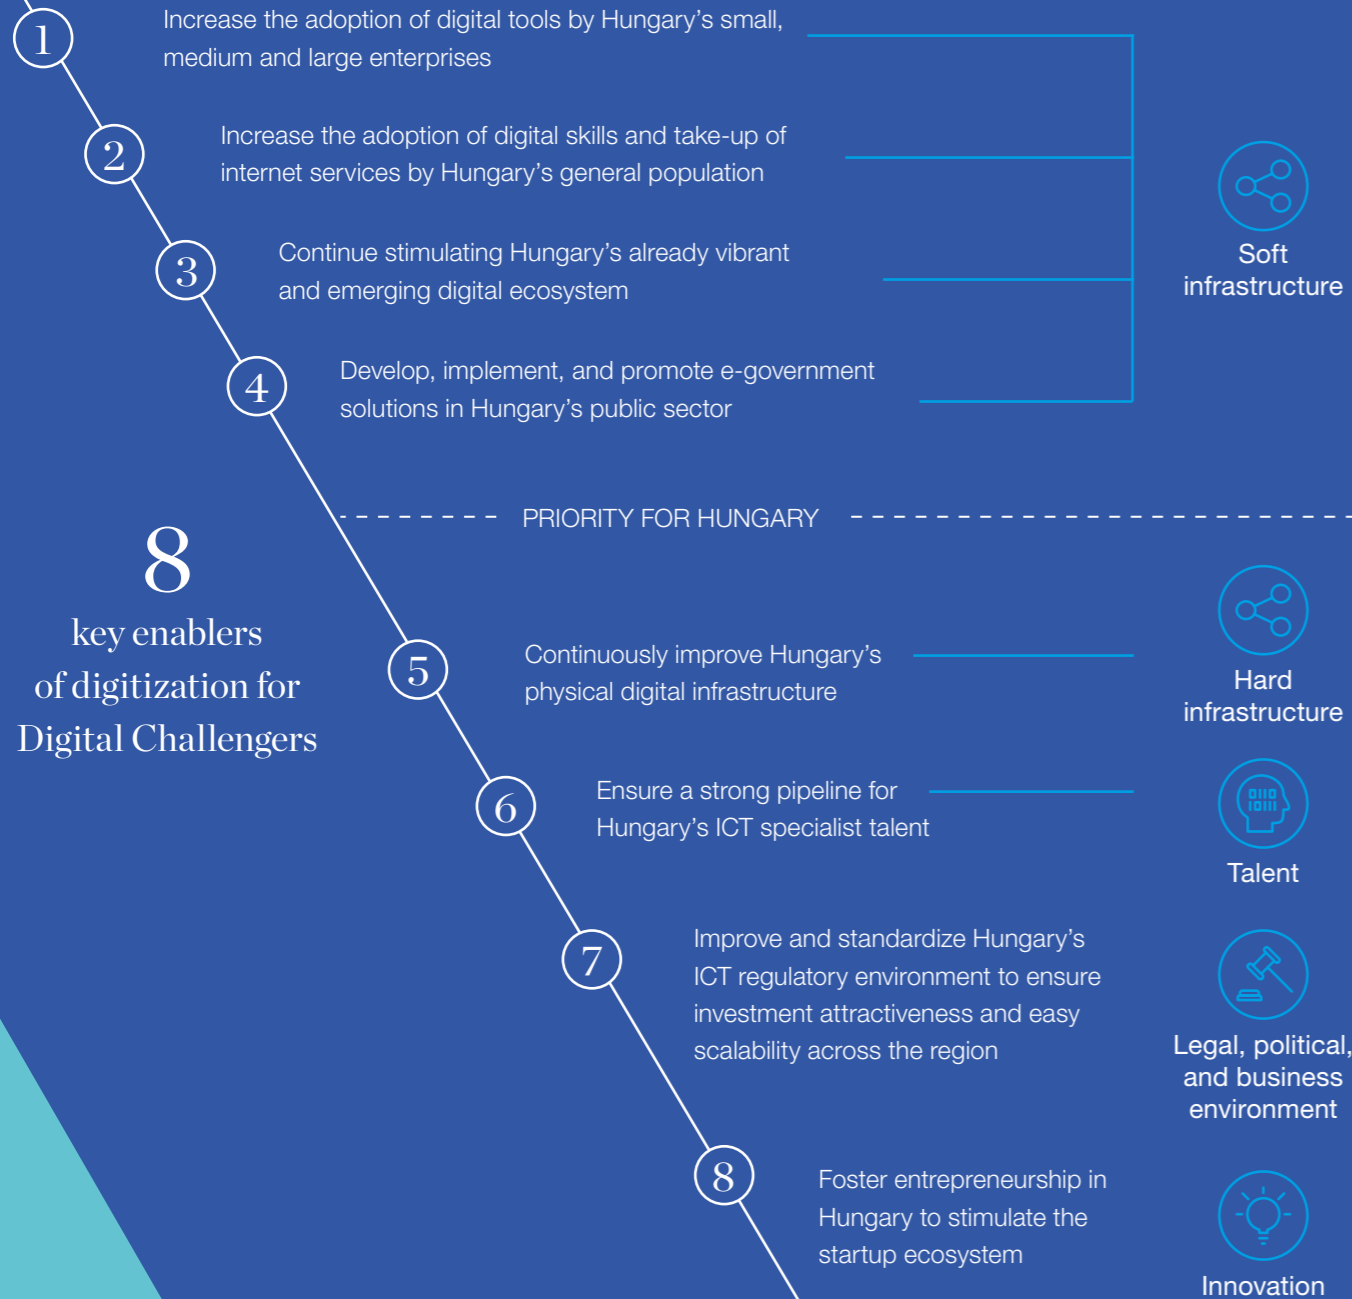 1
Increase the adoption of digital tools by Hungary’s small,
medium and large enterprises
2
Increase the adoption of digital skills and take-up of
internet services by Hungary’s general population
3
Continue stimulating Hungary’s already vibrant
and emerging digital ecosystem
4
Develop, implement, and promote e-government
solutions in Hungary’s public sector
Soft
infrastructure
PRIORITY FOR HUNGARY
8
key enablers
of digitization for
Digital Challengers
5
Continuously improve Hungary’s
physical digital infrastructure
Hard
infrastructure
6
Ensure a strong pipeline for
Hungary’s ICT specialist talent
0110
10111
Talent
7
Improve and standardize Hungary’s
ICT regulatory environment to ensure
investment attractiveness and easy
scalability across the region
Legal, political,
and business
environment
8
Foster entrepreneurship in
Hungary to stimulate the
startup ecosystem
Innovation